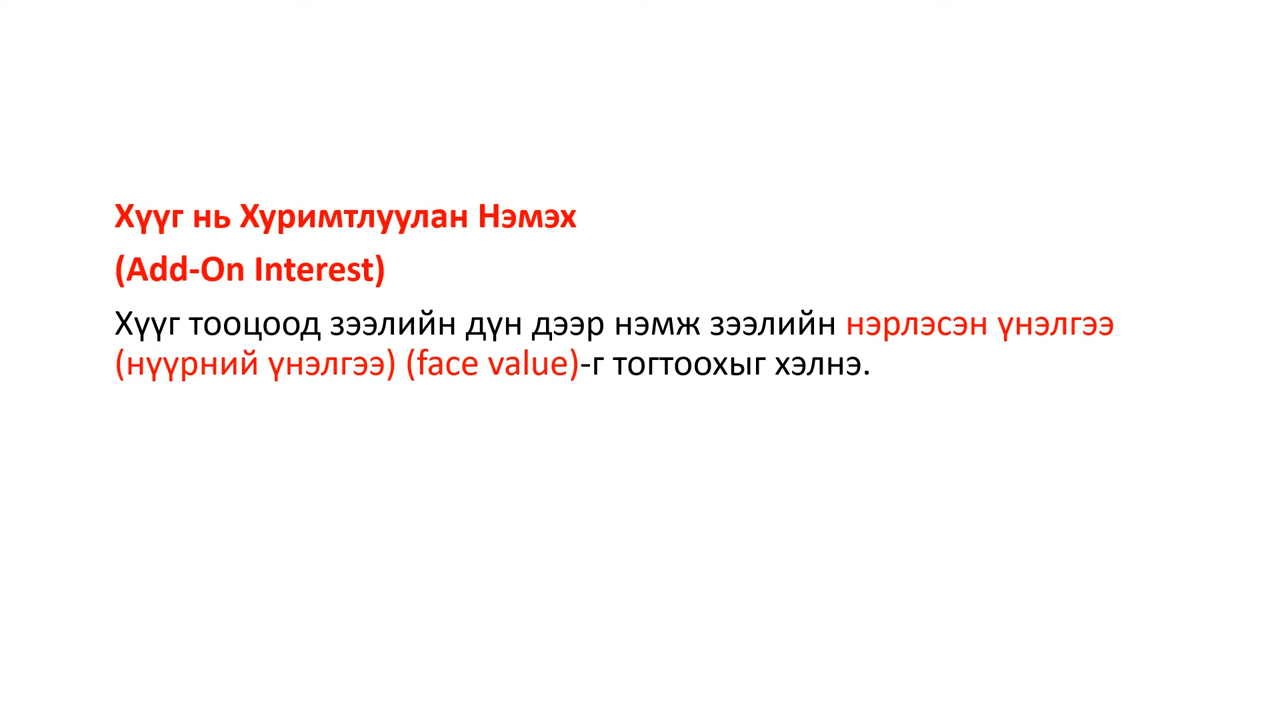 Хүүг нь Хуримтлуулан Нэмэх
(Add-On Interest)
Хүүг тооцоод зээлийн дүн дээр нэмж зээлийн нэрлэсэн үнэлгээ
(нүүрний үнэлгээ) (face value)-г тогтоохыг хэлнэ.